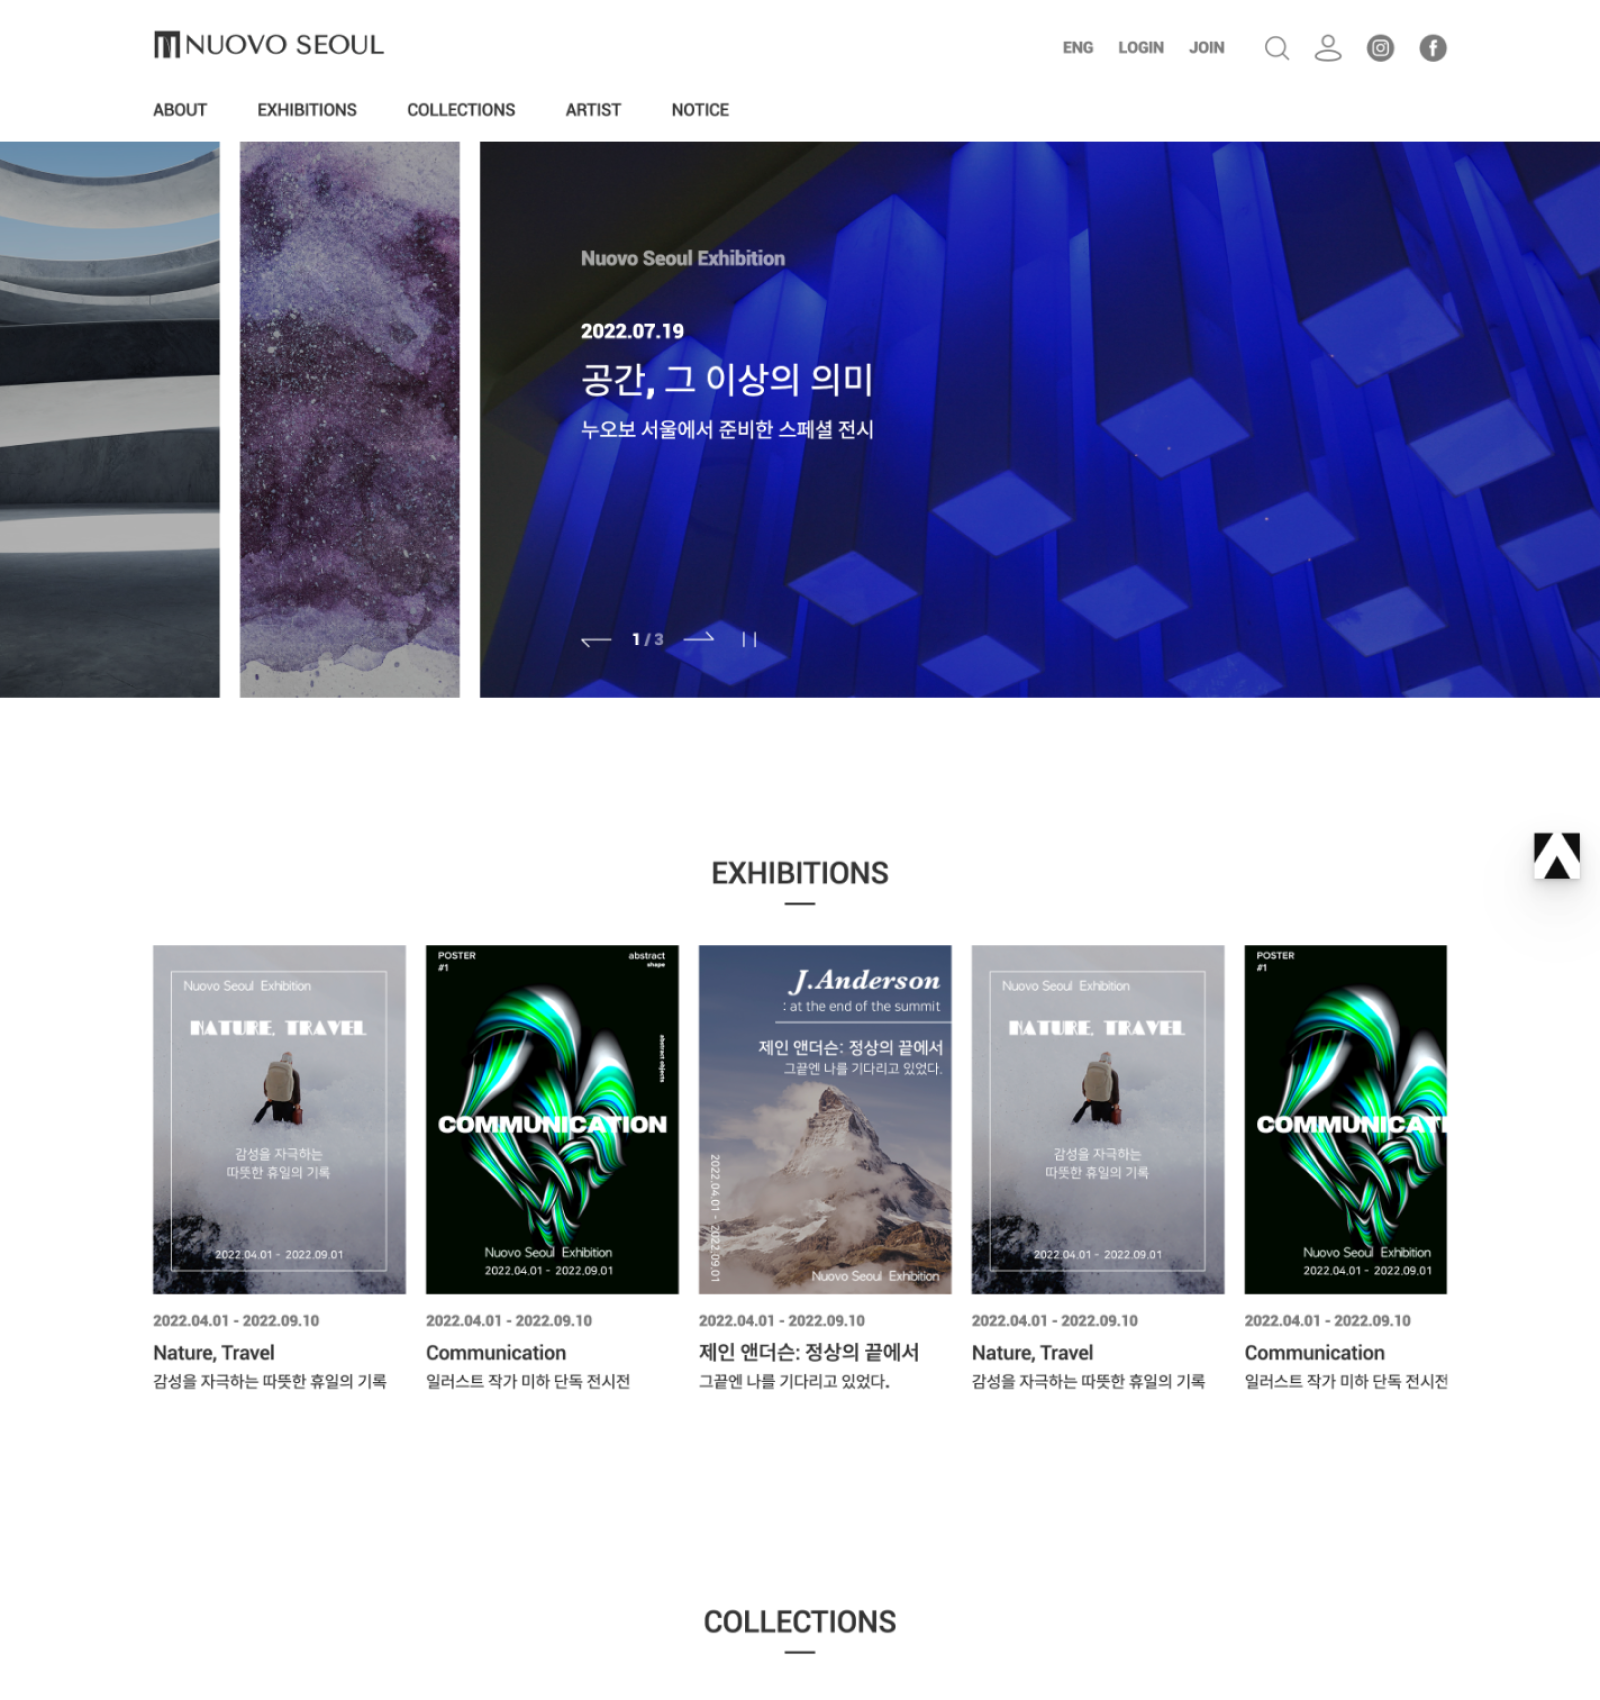 NUOVO SEOUL
ENG LOGIN JOIN
ABOUT EXHIBITIONS COLLECTIONS ARTIST NOTICE
Nuovo Seoul Exhibition
2022.07.19
공간, 그 이상의 의미
누오보 서울에서 준비한 스페셜 전시
1 / 3
EXHIBITIONS
Nuovo Seoul Exhibition
NATURE, TRAVEL
감성을 자극하는
따뜻한 휴일의 기록
2022.04.01 - 2022.09.01
2022.04.01 - 2022.09.10
Nature, Travel
감성을 자극하는 따뜻한 휴일의 기록
POSTER
#1
abstract
shape
abstract objects
COMMUNICATION
Nuovo Seoul Exhibition
2022.04.01 - 2022.09.01
2022.04.01 - 2022.09.10
Communication
일러스트 작가 미하 단독 전시전
J.Anderson
: at the end of the summit
제인 앤더슨: 정상의 끝에서
그끝엔 나를 기다리고 있었다.
2022.04.01 - 2022.09.01
Nuovo Seoul Exhibition
2022.04.01 - 2022.09.10
제인 앤더슨: 정상의 끝에서
그끝엔 나를 기다리고 있었다.
Nuovo Seoul Exhibition
NATURE, TRAVEL
감성을 자극하는
따뜻한 휴일의 기록
2022.04.01 - 2022.09.01
2022.04.01 - 2022.09.10
Nature, Travel
감성을 자극하는 따뜻한 휴일의 기록
POSTER
#1
COMMUNICATI
Nuovo Seoul Exhibition
2022.04.01 - 2022.09.01
2022.04.01 - 2022.09.10
Communication
일러스트 작가 미하 단독 전시전
COLLECTIONS